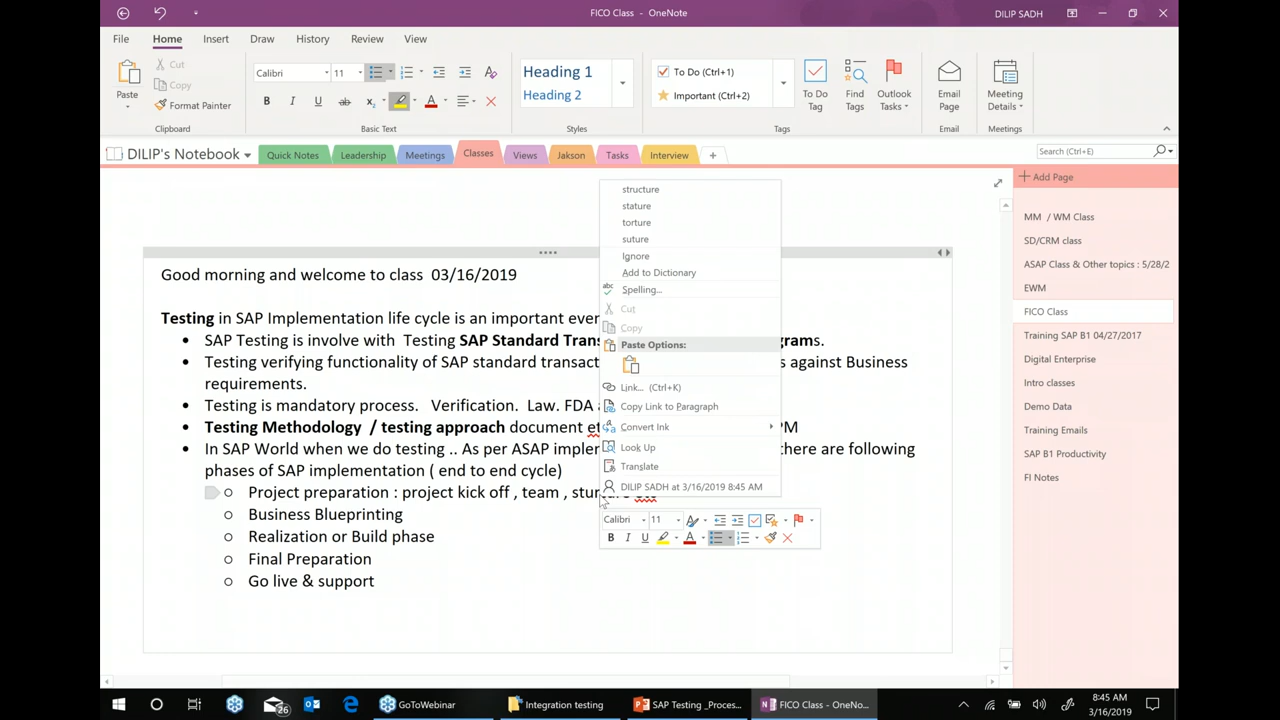 FICO Class - OneNote
DILIP SADH
File Home Insert Draw History Review View
Paste
Cut
Copy
Format Painter
Clipboard
Calibri 11
Basic Text
Heading 1
Heading 2
Styles
To Do (Ctrl+1)
Important (Ctrl+2)
To Do Tag
Find Tags
Outlook Tasks
Tags
Email Page
Email
Meeting Details
Meetings
DILIP's Notebook Quick Notes Leadership Meetings Classes Views Jakson Tasks Interview
Search (Ctrl+E)
Add Page
MM / WM Class
SD/CRM class
ASAP Class & Other topics : 5/28/2
EWM
FICO Class
Training SAP B1 04/27/2017
Digital Enterprise
Intro classes
Demo Data
Training Emails
SAP B1 Productivity
FI Notes
Good morning and welcome to class 03/16/2019
Testing in SAP Implementation life cycle is an important
SAP Testing is involve with Testing SAP Standard
Testing verifying functionality of SAP standard against Business
requirements.
Testing is mandatory process. Verification. Law. FDA
Testing Methodology / testing approach document PM
In SAP World when we do testing .. As per ASAP there are following
phases of SAP implementation ( end to end cycle)
Project preparation : project kick off , team ,
Business Blueprinting
Realization or Build phase
Final Preparation
Go live & support
structure
stature
torture
suture
Ignore
Add to Dictionary
Spelling...
Cut
Copy
Paste Options:
Link... (Ctrl+K)
Copy Link to Paragraph
Convert Ink
Look Up
Translate
DILIP SADH at 3/16/2019 8:45 AM
Calibri 11
GoToWebinar
Integration testing
SAP Testing _Proces...
FICO Class - OneNo...
26
8:45 AM
3/16/2019